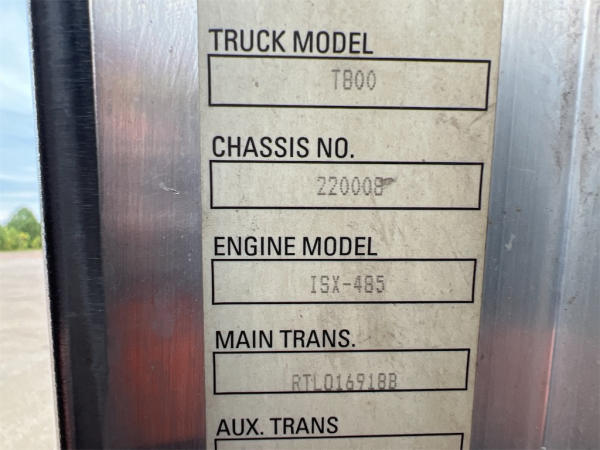 TRUCK MODEL
T800
CHASSIS NO.
220008
ENGINE MODEL
ISX-485
MAIN TRANS.
RTLO16918B
AUX. TRANS